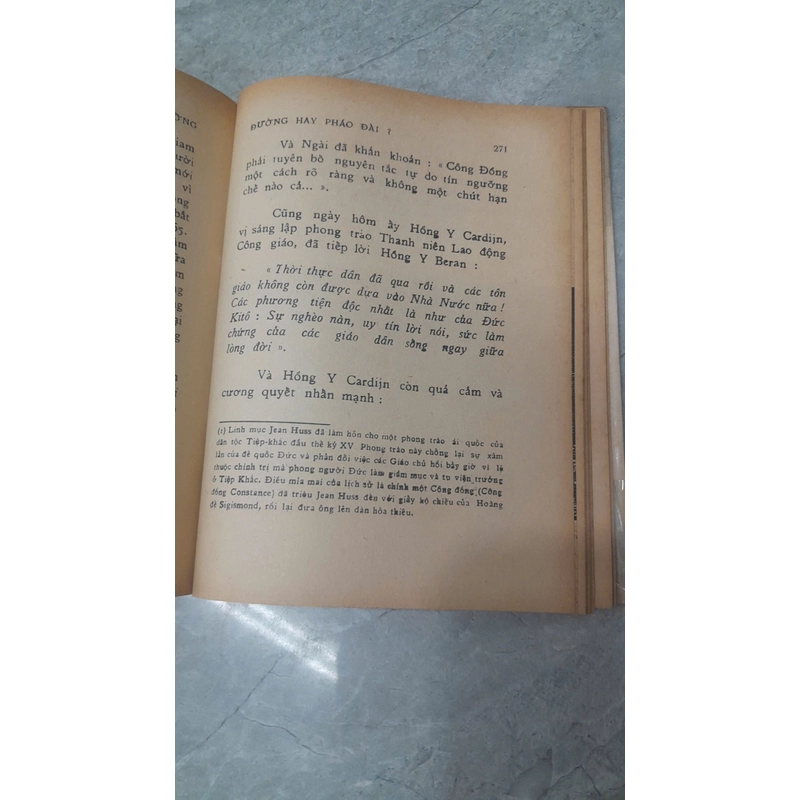 ĐƯỜNG HAY PHÁO ĐÀI ?
271
Và Ngài đã khẩn khoản : « Công Đồng
phải tuyên bố nguyên tắc tự do tín ngưỡng
một cách rõ ràng và không một chút hạn
chế nào cả... ».
Cũng ngày hôm ấy Hồng Y Cardijn,
vị sáng lập phong trào Thanh niên Lao động
Công giáo, đã tiếp lời Hồng Y Beran :
« Thời thực dân đã qua rồi và các tôn
giáo không còn được dựa vào Nhà Nước nữa !
Các phương tiện độc nhất là như của Đức
Kitô : Sự nghèo nàn, uy tín lời nói, sức làm
chứng của các giáo dân sống ngay giữa
lòng đời ».
Và Hồng Y Cardijn còn quả cảm và
cương quyết nhấn mạnh :
(1) Linh mục Jean Huss đã làm hồn cho một phong trào ái quốc của
dân tộc Tiệp-khắc đầu thế kỷ XV Phong trào này chống lại sự xâm
lấn của đế quốc Đức và phản đối việc các Giáo chủ hồi bấy giờ vì lệ
thuộc chính trị mà phong người Đức làm giám mục và tu viện trưởng
ở Tiệp Khắc. Điều mỉa mai của lịch sử là chính một Công đồng (Công
đồng Constance) đã triệu Jean Huss đến với giấy hộ chiếu của Hoàng
đế Sigismond, rồi lại đưa ông lên dàn hỏa thiêu.